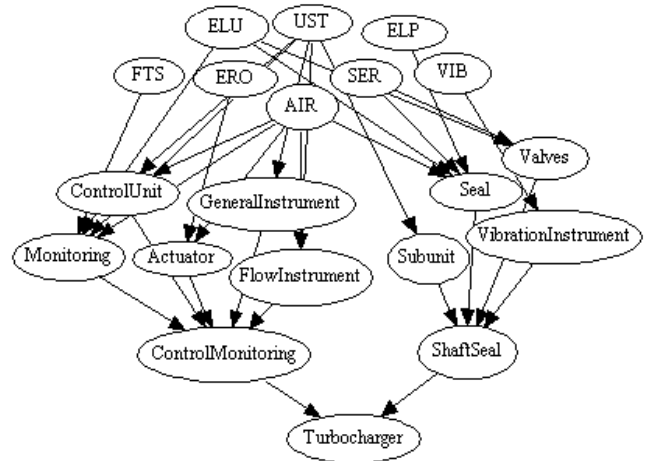 ELU
UST
ELP
FTS
ERO
SER
VIB
AIR
Valves
ControlUnit
GeneralInstrument
Seal
VibrationInstrument
Monitoring
Actuator
FlowInstrument
Subunit
ControlMonitoring
ShaftSeal
Turbocharger